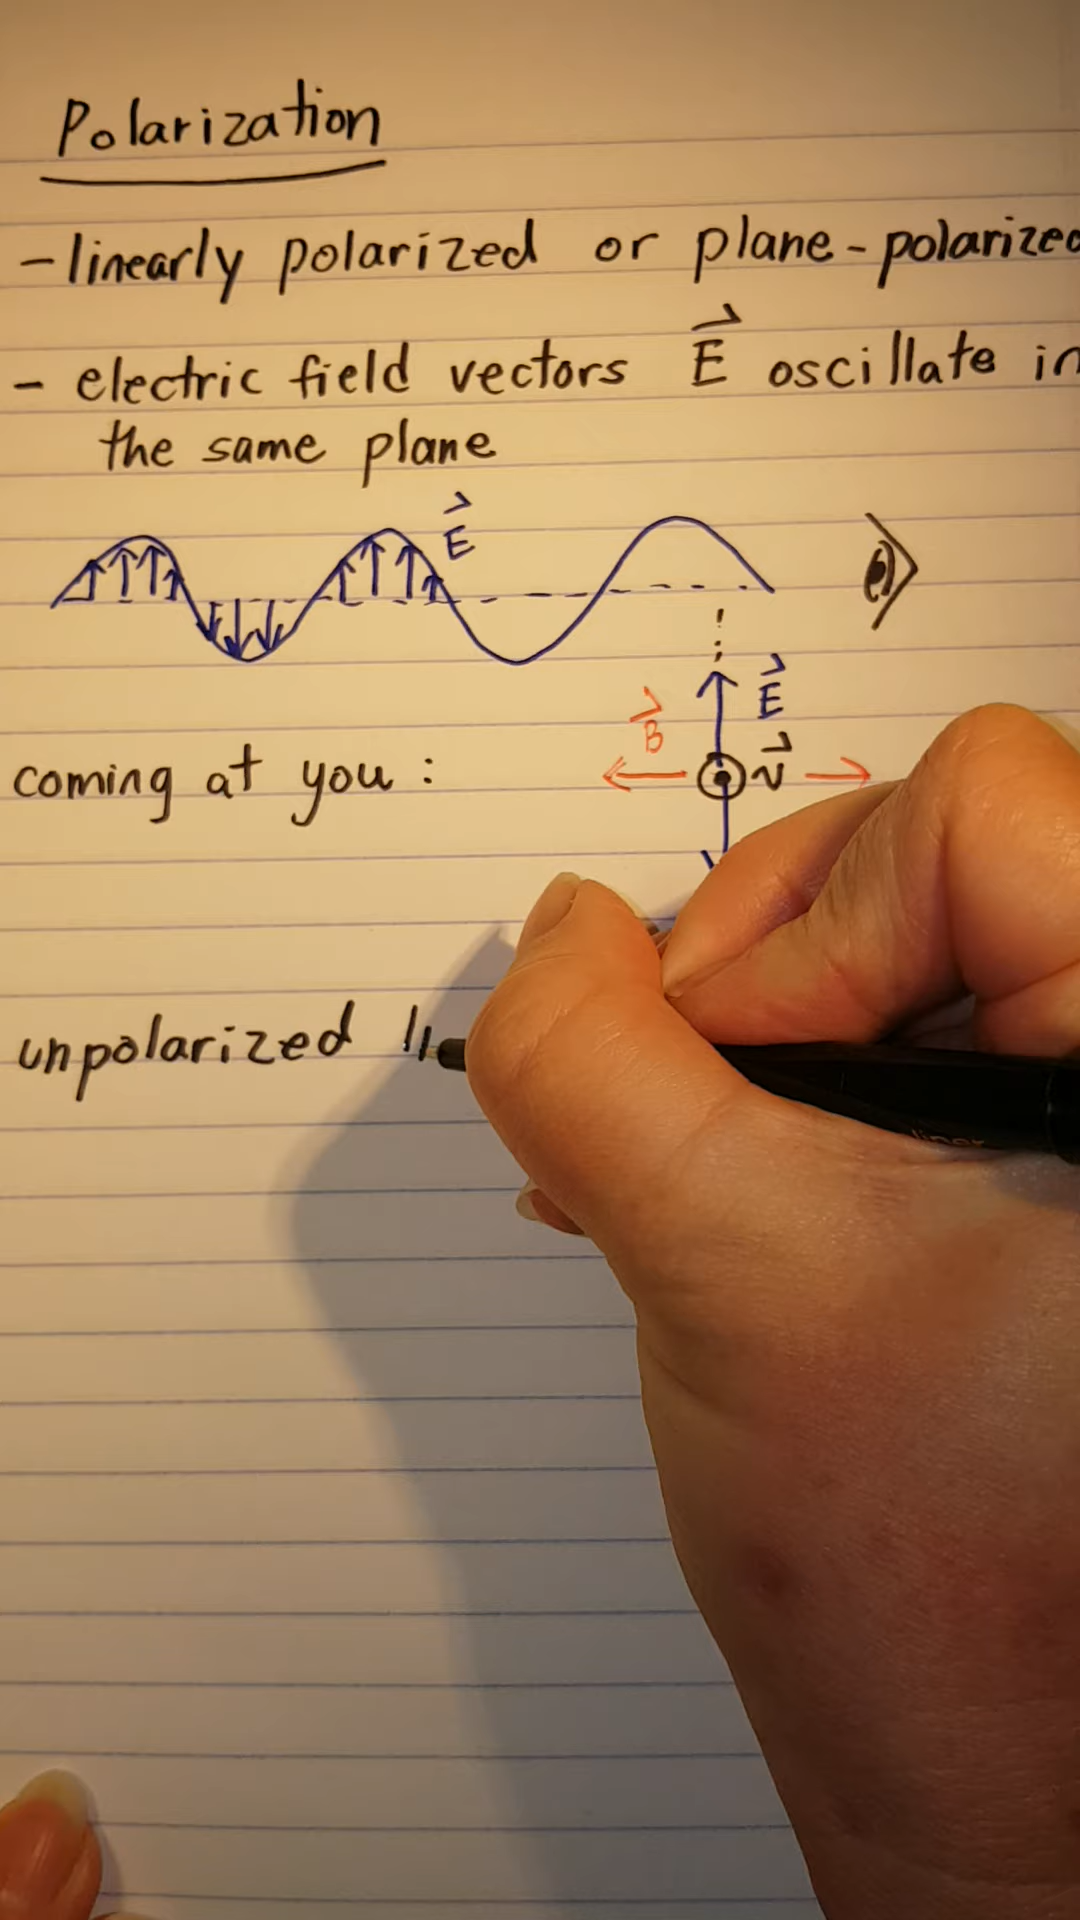 Polarization
- linearly polarized or plane-polarized
- electric field vectors E⃗ oscillate in
the same plane
E⃗
E⃗
B⃗
coming at you :
unpolarized